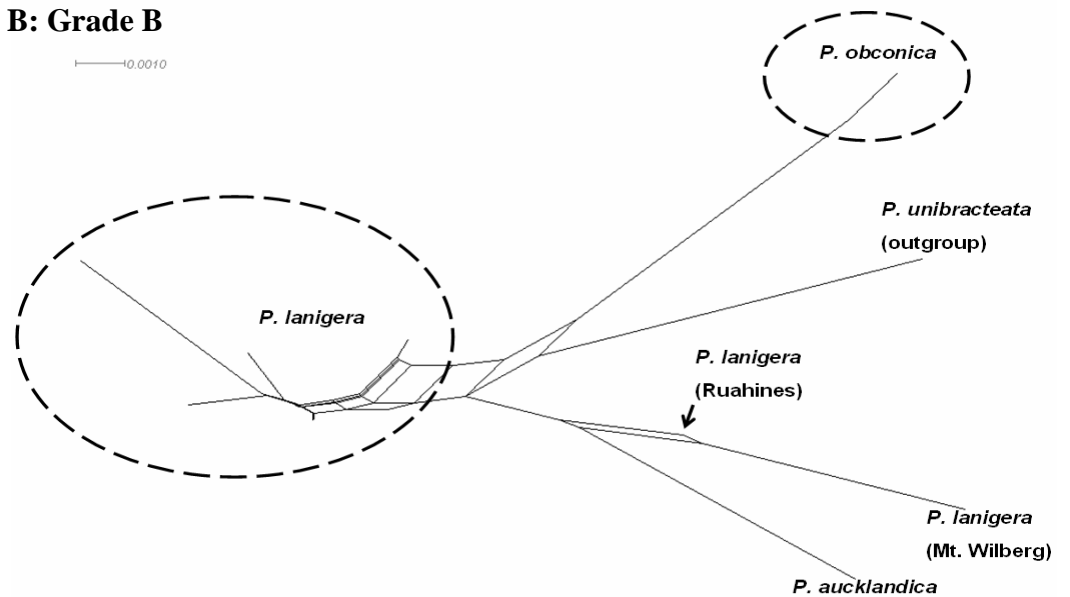 B: Grade B
0.0010
P. obconica
P. unibracteata
(outgroup)
P. lanigera
P. lanigera
(Ruahines)
P. lanigera
(Mt. Wilberg)
P. aucklandica